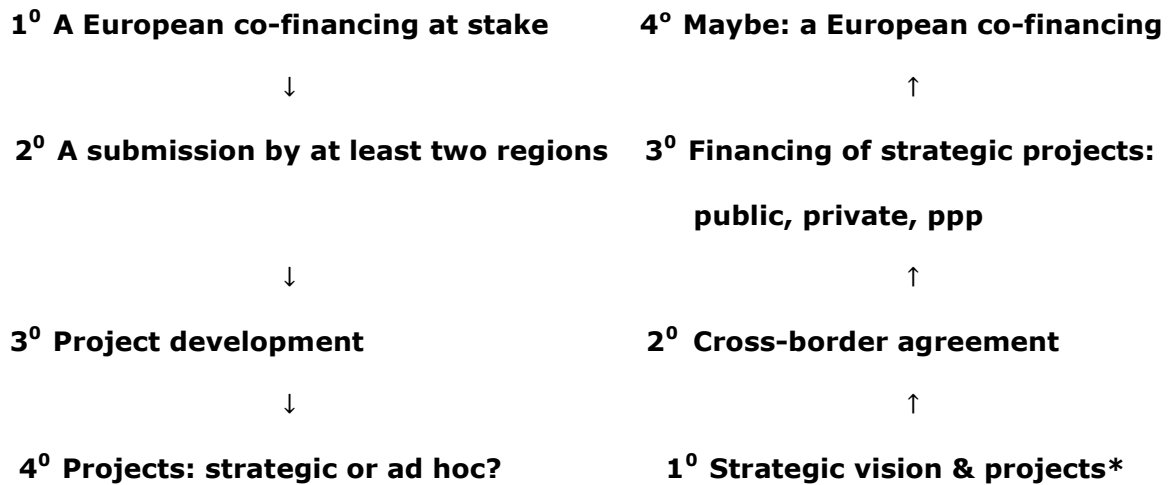 1⁰ A European co-financing at stake 4° Maybe: a European co-financing
↓ ↑
2⁰ A submission by at least two regions 3⁰ Financing of strategic projects:
public, private, ppp
↓ ↑
3⁰ Project development 2⁰ Cross-border agreement
↓ ↑
4⁰ Projects: strategic or ad hoc? 1⁰ Strategic vision & projects*